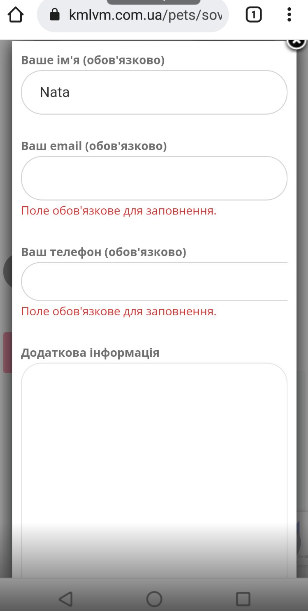 kmlvm.com.ua/pets/sov
1
Ваше ім'я (обов'язково)
Nata
Ваш email (обов'язково)
Поле обов'язкове для заповнення.
Ваш телефон (обов'язково)
Поле обов'язкове для заповнення.
Додаткова інформація